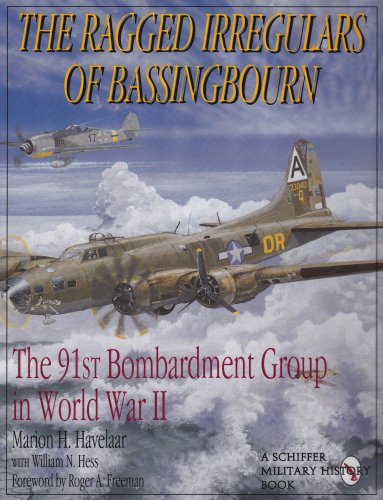 THE RAGGED IRREGULARS
OF BASSINGBOURN
17
A
Q
DR
The 91ST Bombardment Group
in World War II
Marion H. Havelaar
WITH William N. Hess
Foreword by Roger A. Freeman
A SCHIFFER
MILITARY HISTORY
BOOK